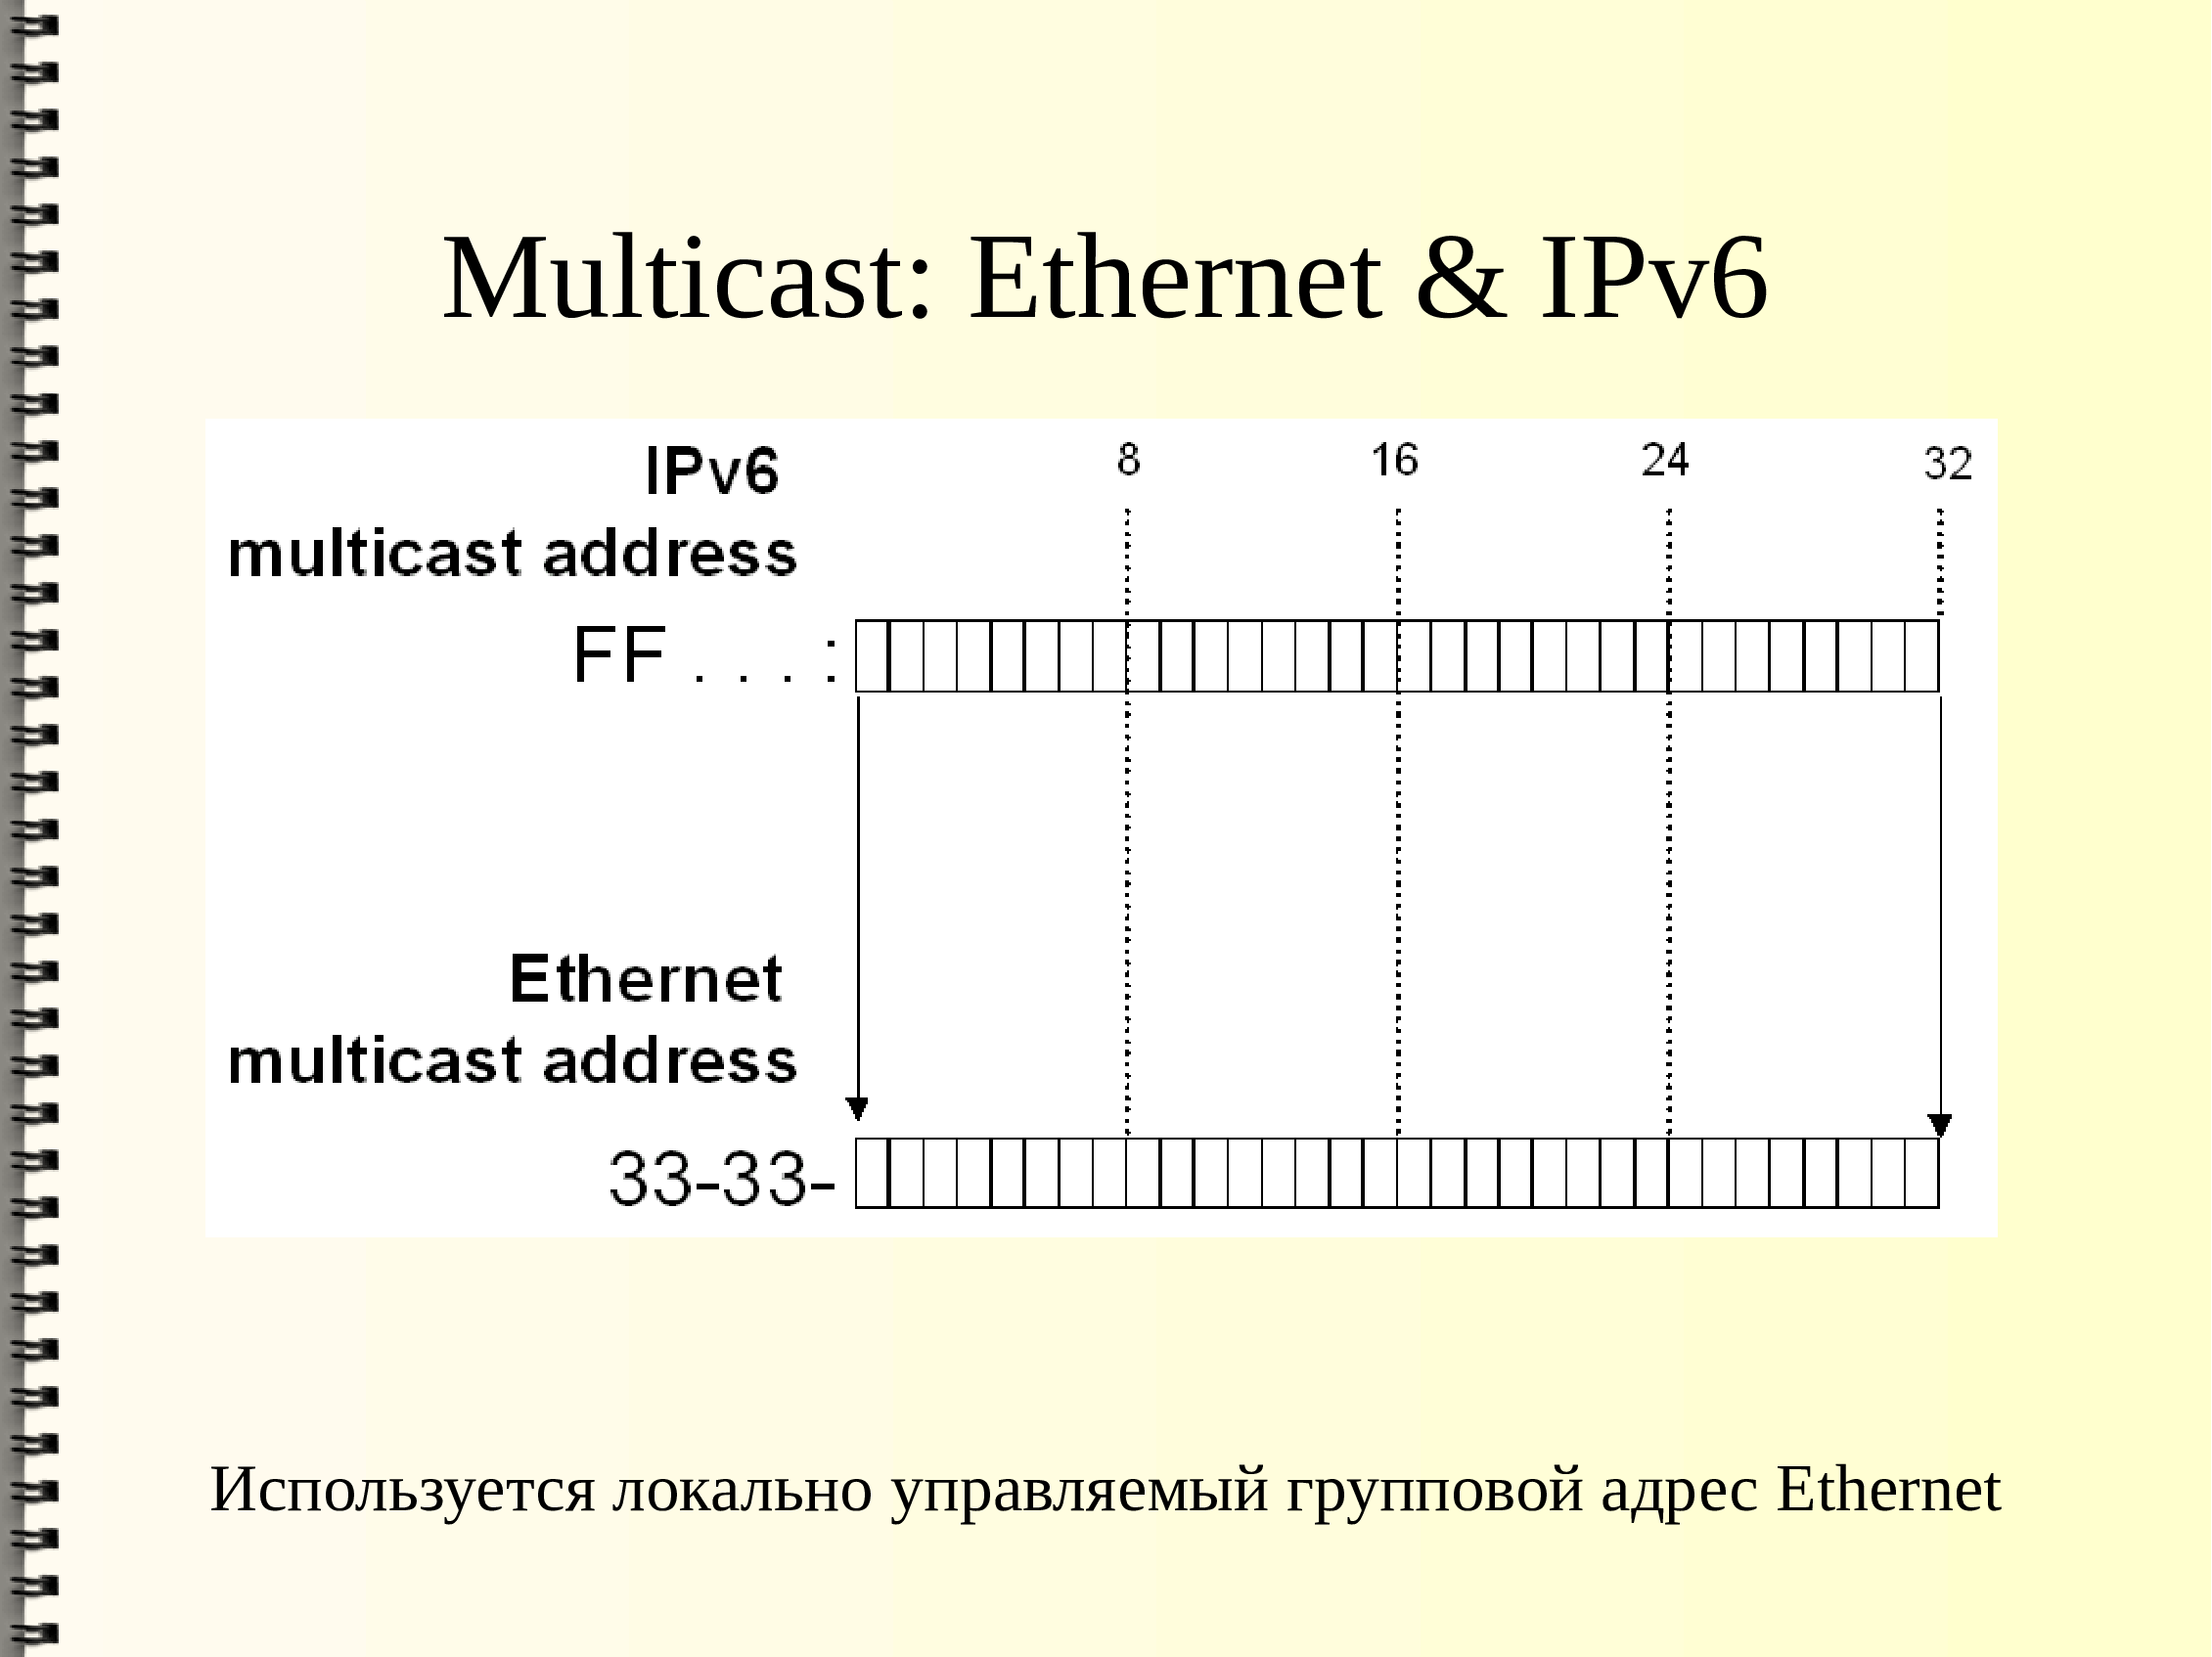 Multicast: Ethernet & IPv6
IPv6
multicast address
8 16 24 32
FF . . . :
Ethernet
multicast address
33-33-
Используется локально управляемый групповой адрес Ethernet